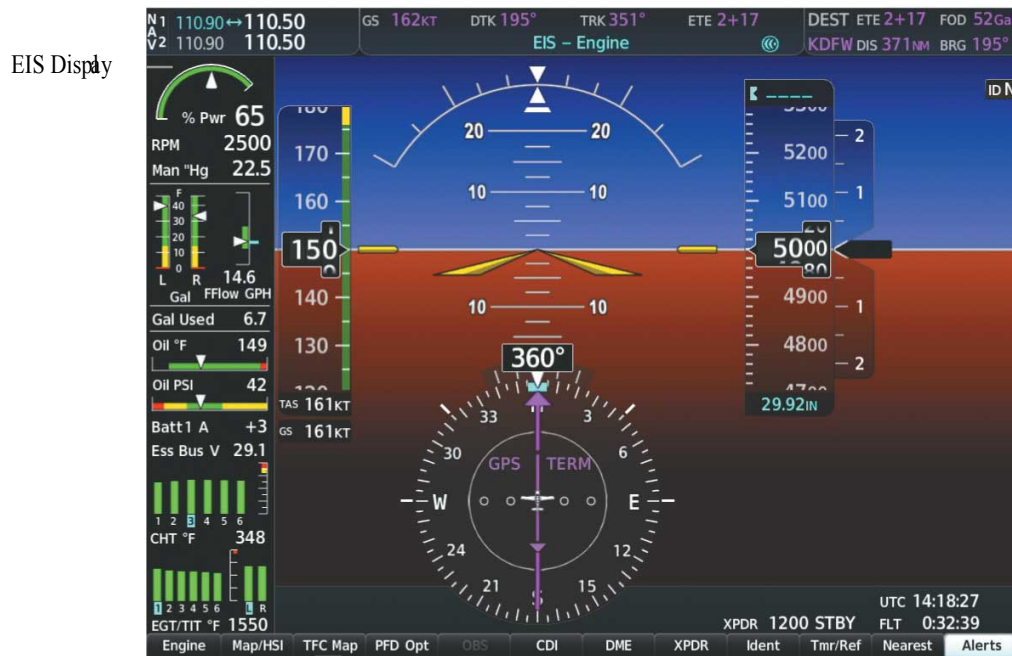 EIS Display
N1 110.90↔110.50
A
V2 110.90 110.50
GS 162KT DTK 195° TRK 351° ETE 2+17
EIS – Engine
DEST ETE 2+17 FOD 52Ga
KDFW DIS 371NM BRG 195°
% Pwr 65
RPM 2500
Man "Hg 22.5
F
40
30
20
10
0
L R
Gal
14.6
FFlow GPH
Gal Used 6.7
Oil °F 149
Oil PSI 42
Batt1 A +3
Ess Bus V 29.1
1 2 3 4 5 6
CHT °F 348
1 2 3 4 5 6 L R
EGT/TIT °F 1550
170
160
150
140
130
TAS 161KT
GS 161KT
20 20
10 10
10 10
ID N
5200
5100
5000
4900
4800
29.92IN
2
1
1
2
360°
33 3
30 6
GPS TERM
W E
24 12
21 15
S
UTC 14:18:27
XPDR 1200 STBY FLT 0:32:39
Engine Map/HSI TFC Map PFD Opt OBS CDI DME XPDR Ident Tmr/Ref Nearest Alerts